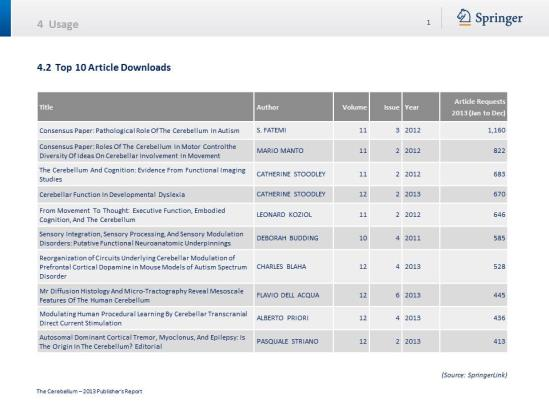 4 Usage
1
Springer
4.2 Top 10 Article Downloads
Title Author Volume Issue Year Article Requests
2013 (Jan to Dec)
Consensus Paper: Pathological Role Of The Cerebellum In Autism S. FATEMI 11 3 2012 1,160
Consensus Paper: Roles Of The Cerebellum In Motor Controlthe
Diversity Of Ideas On Cerebellar Involvement In Movement MARIO MANTO 11 2 2012 822
The Cerebellum And Cognition: Evidence From Functional Imaging
Studies CATHERINE STOODLEY 11 2 2012 683
Cerebellar Function In Developmental Dyslexia CATHERINE STOODLEY 12 2 2013 670
From Movement To Thought: Executive Function, Embodied
Cognition, And The Cerebellum LEONARD KOZIOL 11 2 2012 646
Sensory Integration, Sensory Processing, And Sensory Modulation
Disorders: Putative Functional Neuroanatomic Underpinnings DEBORAH BUDDING 10 4 2011 585
Reorganization of Circuits Underlying Cerebellar Modulation of
Prefrontal Cortical Dopamine in Mouse Models of Autism Spectrum
Disorder CHARLES BLAHA 12 4 2013 528
Mr Diffusion Histology And Micro-Tractography Reveal Mesoscale
Features Of The Human Cerebellum FLAVIO DELL ACQUA 12 6 2013 445
Modulating Human Procedural Learning By Cerebellar Transcranial
Direct Current Stimulation ALBERTO PRIORI 12 4 2013 436
Autosomal Dominant Cortical Tremor, Myoclonus, And Epilepsy: Is
The Origin In The Cerebellum? Editorial PASQUALE STRIANO 12 2 2013 413
(Source: SpringerLink)
The Cerebellum – 2013 Publisher's Report